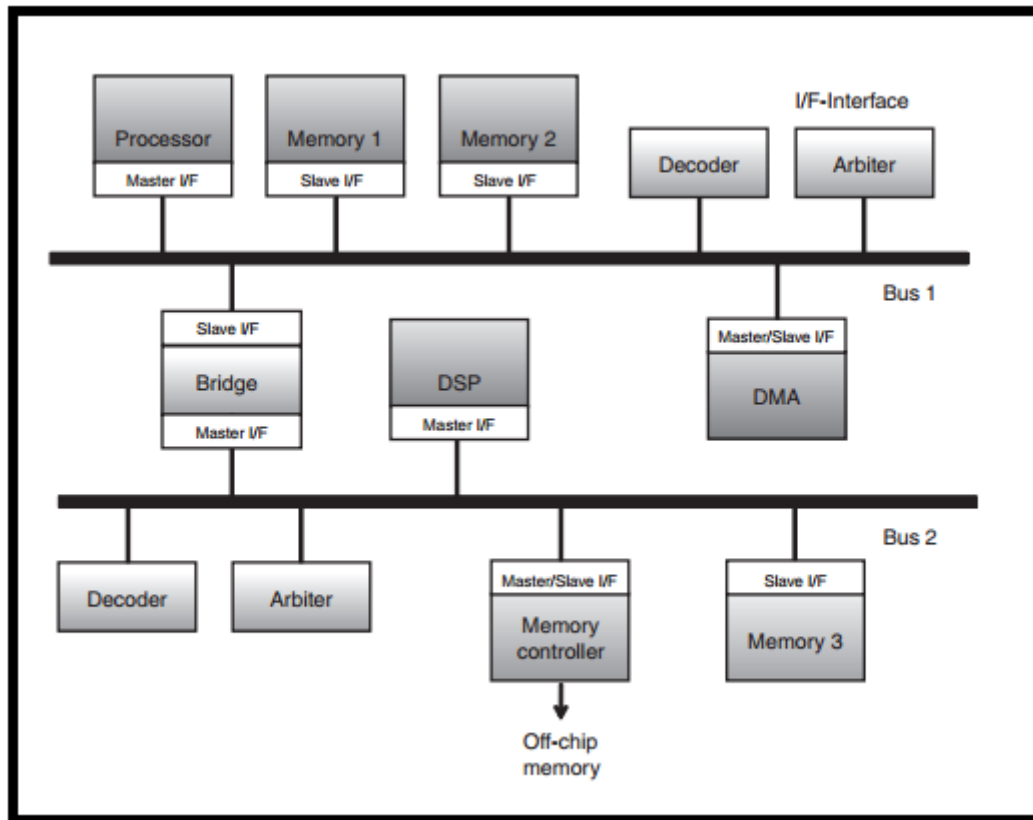 I/F-Interface
Processor
Master I/F
Memory 1
Slave I/F
Memory 2
Slave I/F
Decoder
Arbiter
Bus 1
Slave I/F
Bridge
Master I/F
DSP
Master I/F
Master/Slave I/F
DMA
Bus 2
Decoder
Arbiter
Master/Slave I/F
Memory
controller
Slave I/F
Memory 3
Off-chip
memory